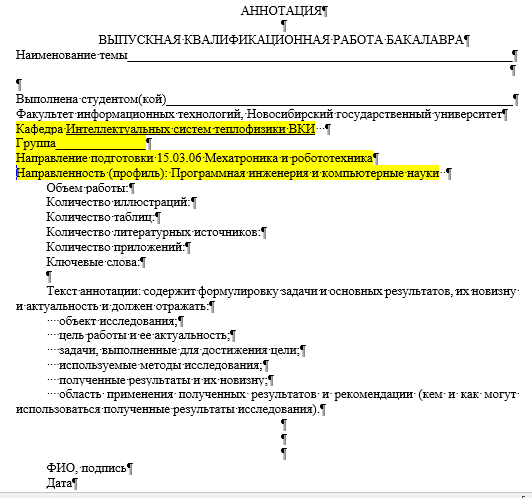 АННОТАЦИЯ¶
¶
ВЫПУСКНАЯ·КВАЛИФИКАЦИОННАЯ·РАБОТА·БАКАЛАВРА¶
Наименование·темы____________________________________________________________¶
¶
¶
Выполнена·студентом(кой)______________________________________________________¶
Факультет·информационных·технологий,·Новосибирский·государственный·университет¶
Кафедра·Интеллектуальных·систем·теплофизики·ВКИ···¶
Группа______________¶
Направление·подготовки·15.03.06·Мехатроника·и·робототехника¶
Направленность·(профиль):·Программная·инженерия·и·компьютерные·науки··¶
Объем·работы:¶
Количество·иллюстраций:¶
Количество·таблиц:¶
Количество·литературных·источников:¶
Количество·приложений:¶
Ключевые·слова:¶
¶
Текст·аннотации:·содержит·формулировку·задачи·и·основных·результатов,·их·новизну·
и·актуальность·и·должен·отражать:¶
····объект·исследования;¶
····цель·работы·и·ее·актуальность;¶
····задачи,·выполненные·для·достижения·цели;¶
····используемые·методы·исследования;¶
····полученные·результаты·и·их·новизну;¶
····область·применения·полученных·результатов·и·рекомендации·(кем·и·как·могут·
использоваться·полученные·результаты·исследования).¶
¶
¶
¶
ФИО,·подпись¶
Дата¶